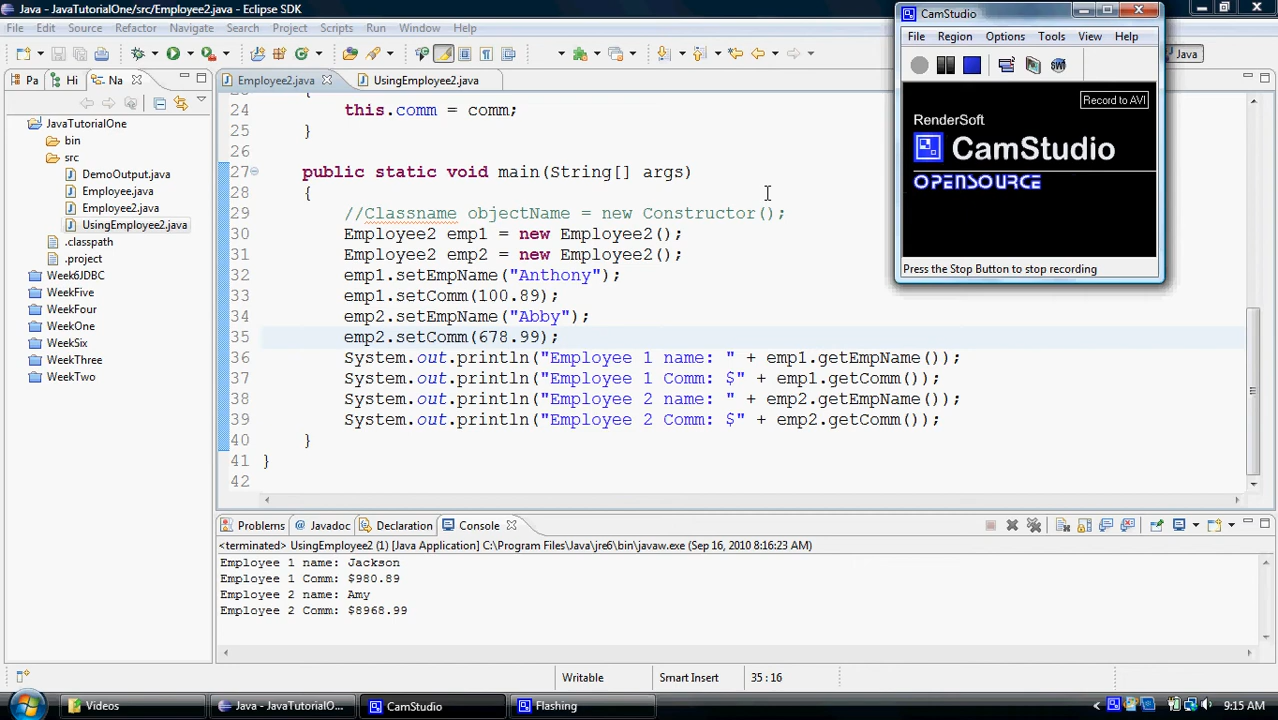 Java - JavaTutorialOne/src/Employee2.java - Eclipse SDK
File Edit Source Refactor Navigate Search Project Scripts Run Window Help
Java
Pa Hi Na
Employee2.java UsingEmployee2.java
JavaTutorialOne
bin
src
DemoOutput.java
Employee.java
Employee2.java
UsingEmployee2.java
.classpath
.project
Week6JDBC
WeekFive
WeekFour
WeekOne
WeekSix
WeekThree
WeekTwo
24 this.comm = comm;
25 }
26
27 public static void main(String[] args)
28 {
29 //Classname objectName = new Constructor();
30 Employee2 emp1 = new Employee2();
31 Employee2 emp2 = new Employee2();
32 emp1.setEmpName("Anthony");
33 emp1.setComm(100.89);
34 emp2.setEmpName("Abby");
35 emp2.setComm(678.99);
36 System.out.println("Employee 1 name: " + emp1.getEmpName());
37 System.out.println("Employee 1 Comm: $" + emp1.getComm());
38 System.out.println("Employee 2 name: " + emp2.getEmpName());
39 System.out.println("Employee 2 Comm: $" + emp2.getComm());
40 }
41 }
42
CamStudio
File Region Options Tools View Help
SWF
Record to AVI
RenderSoft
CamStudio
OPENSOURCE
Press the Stop Button to stop recording
Problems @ Javadoc Declaration Console
<terminated> UsingEmployee2 (1) [Java Application] C:\Program Files\Java\jre6\bin\javaw.exe (Sep 16, 2010 8:16:23 AM)
Employee 1 name: Jackson
Employee 1 Comm: $980.89
Employee 2 name: Amy
Employee 2 Comm: $8968.99
Writable Smart Insert 35 : 16
Videos Java - JavaTutorialO... CamStudio Flashing 9:15 AM